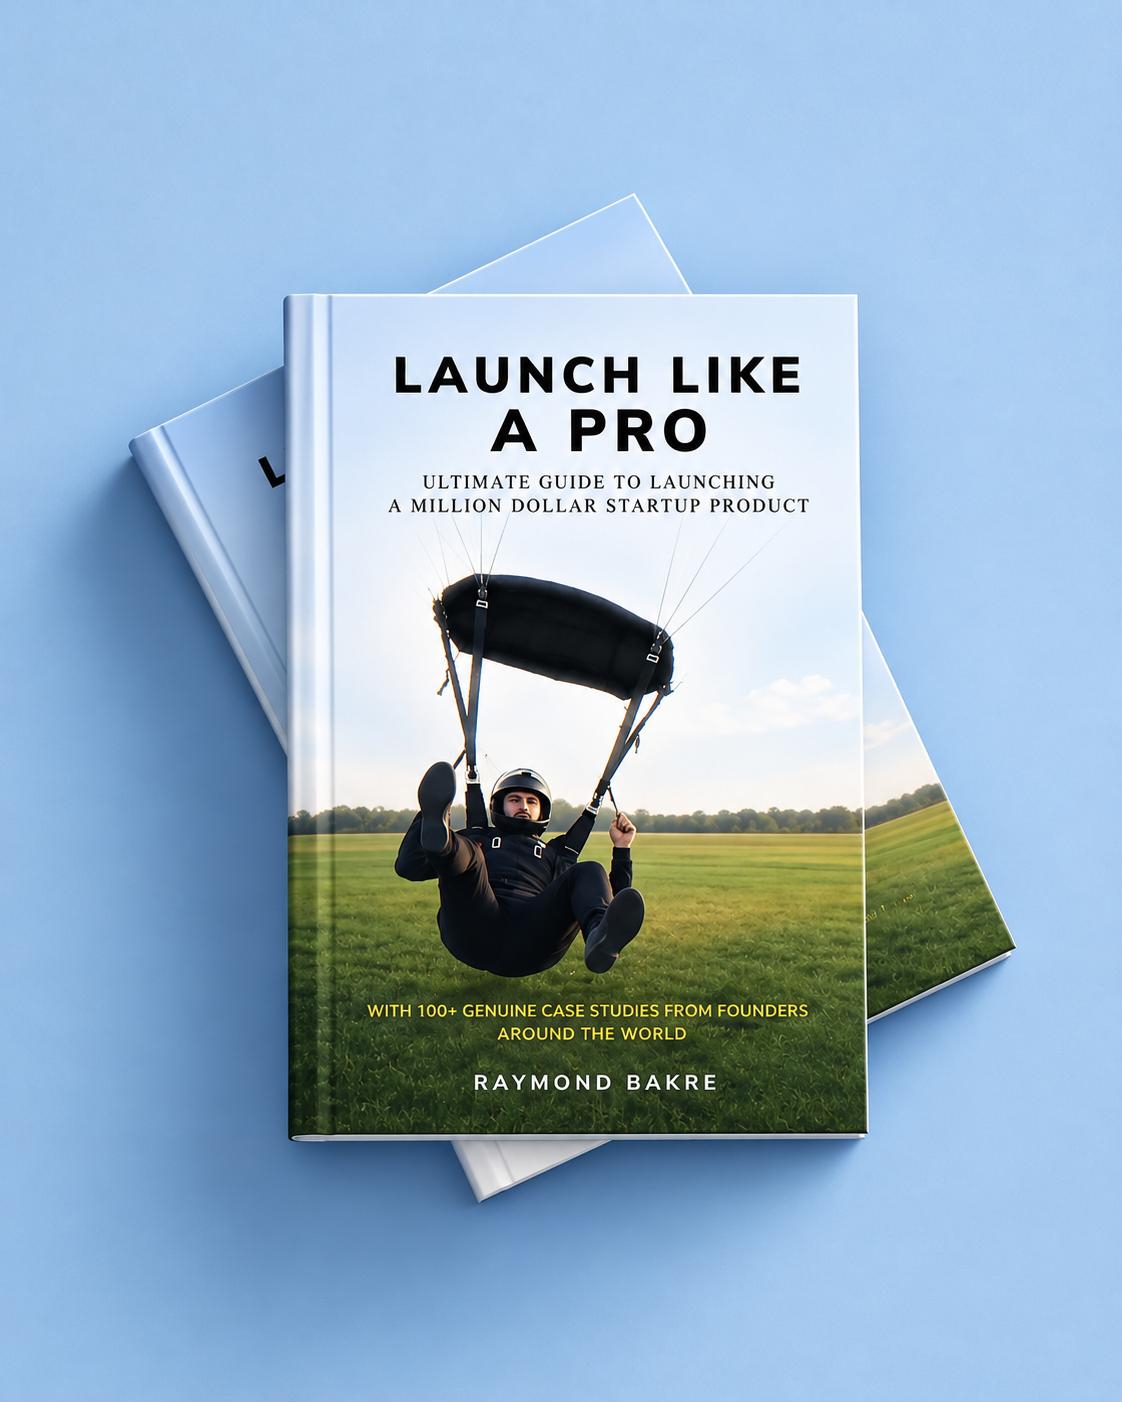 LAUNCH LIKE
A PRO
ULTIMATE GUIDE TO LAUNCHING
A MILLION DOLLAR STARTUP PRODUCT
WITH 100+ GENUINE CASE STUDIES FROM FOUNDERS
AROUND THE WORLD
RAYMOND BAKRE